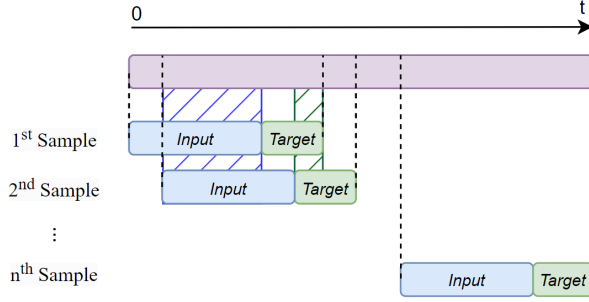 0 t
1st Sample Input Target
2nd Sample Input Target
⋮
nth Sample Input Target